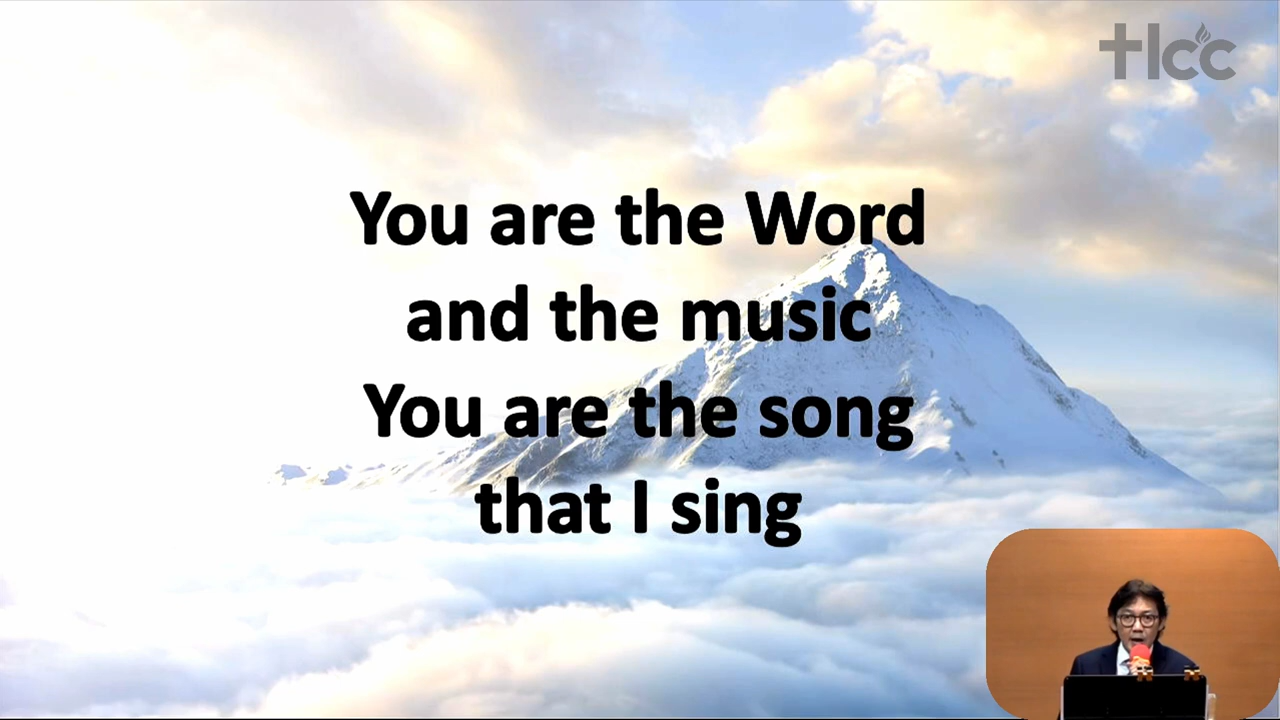 tlcc
You are the Word
and the music
You are the song
that I sing